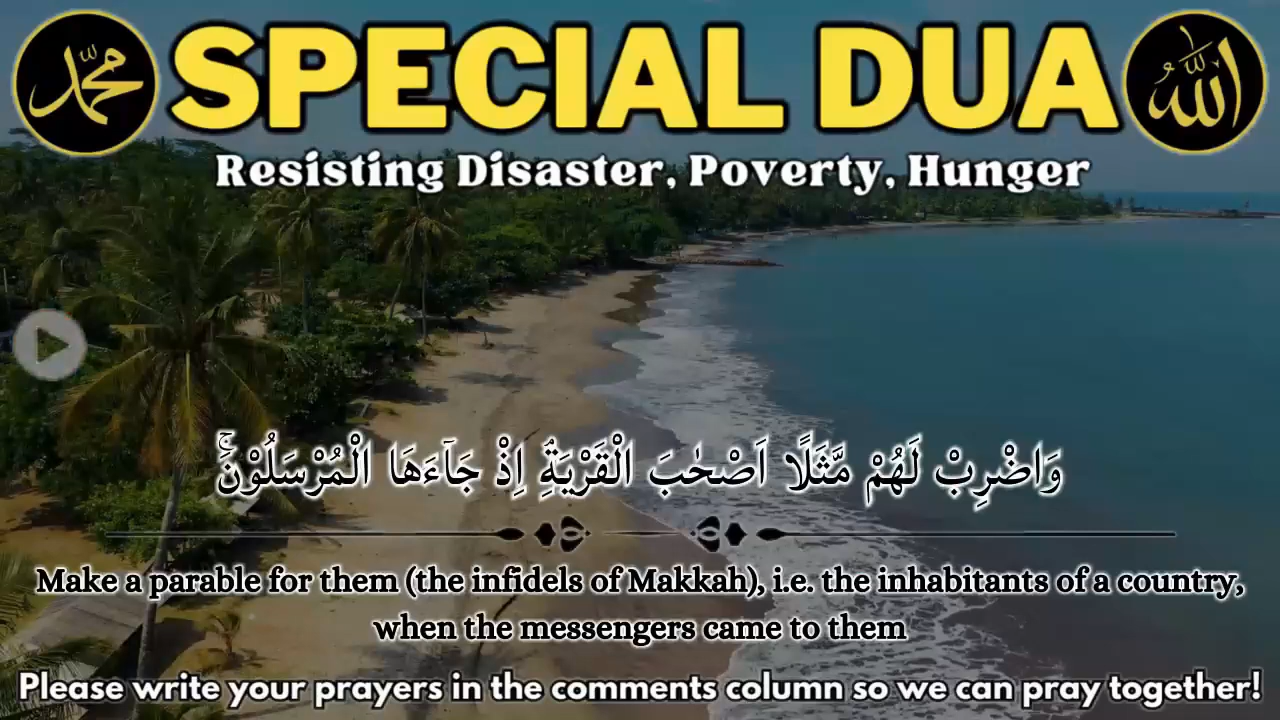 محمد
SPECIAL DUA
الله
Resisting Disaster, Poverty, Hunger
وَاضْرِبْ لَهُمْ مَّثَلًا اَصْحٰبَ الْقَرْيَةِۘ اِذْ جَاۤءَهَا الْمُرْسَلُوْنَۚ
Make a parable for them (the infidels of Makkah), i.e. the inhabitants of a country,
when the messengers came to them
Please write your prayers in the comments column so we can pray together!